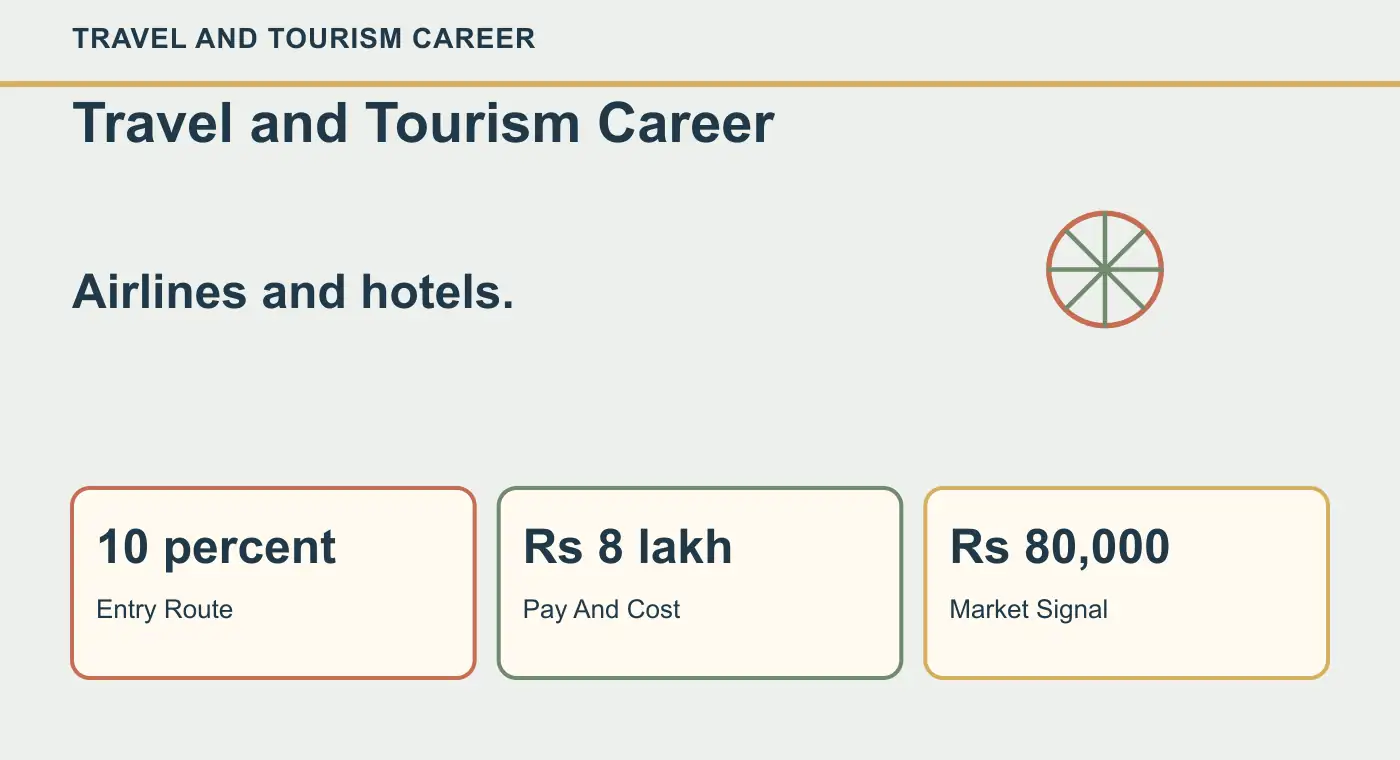 TRAVEL AND TOURISM CAREER
Travel and Tourism Career
Airlines and hotels.
10 percent
Entry Route
Rs 8 lakh
Pay And Cost
Rs 80,000
Market Signal